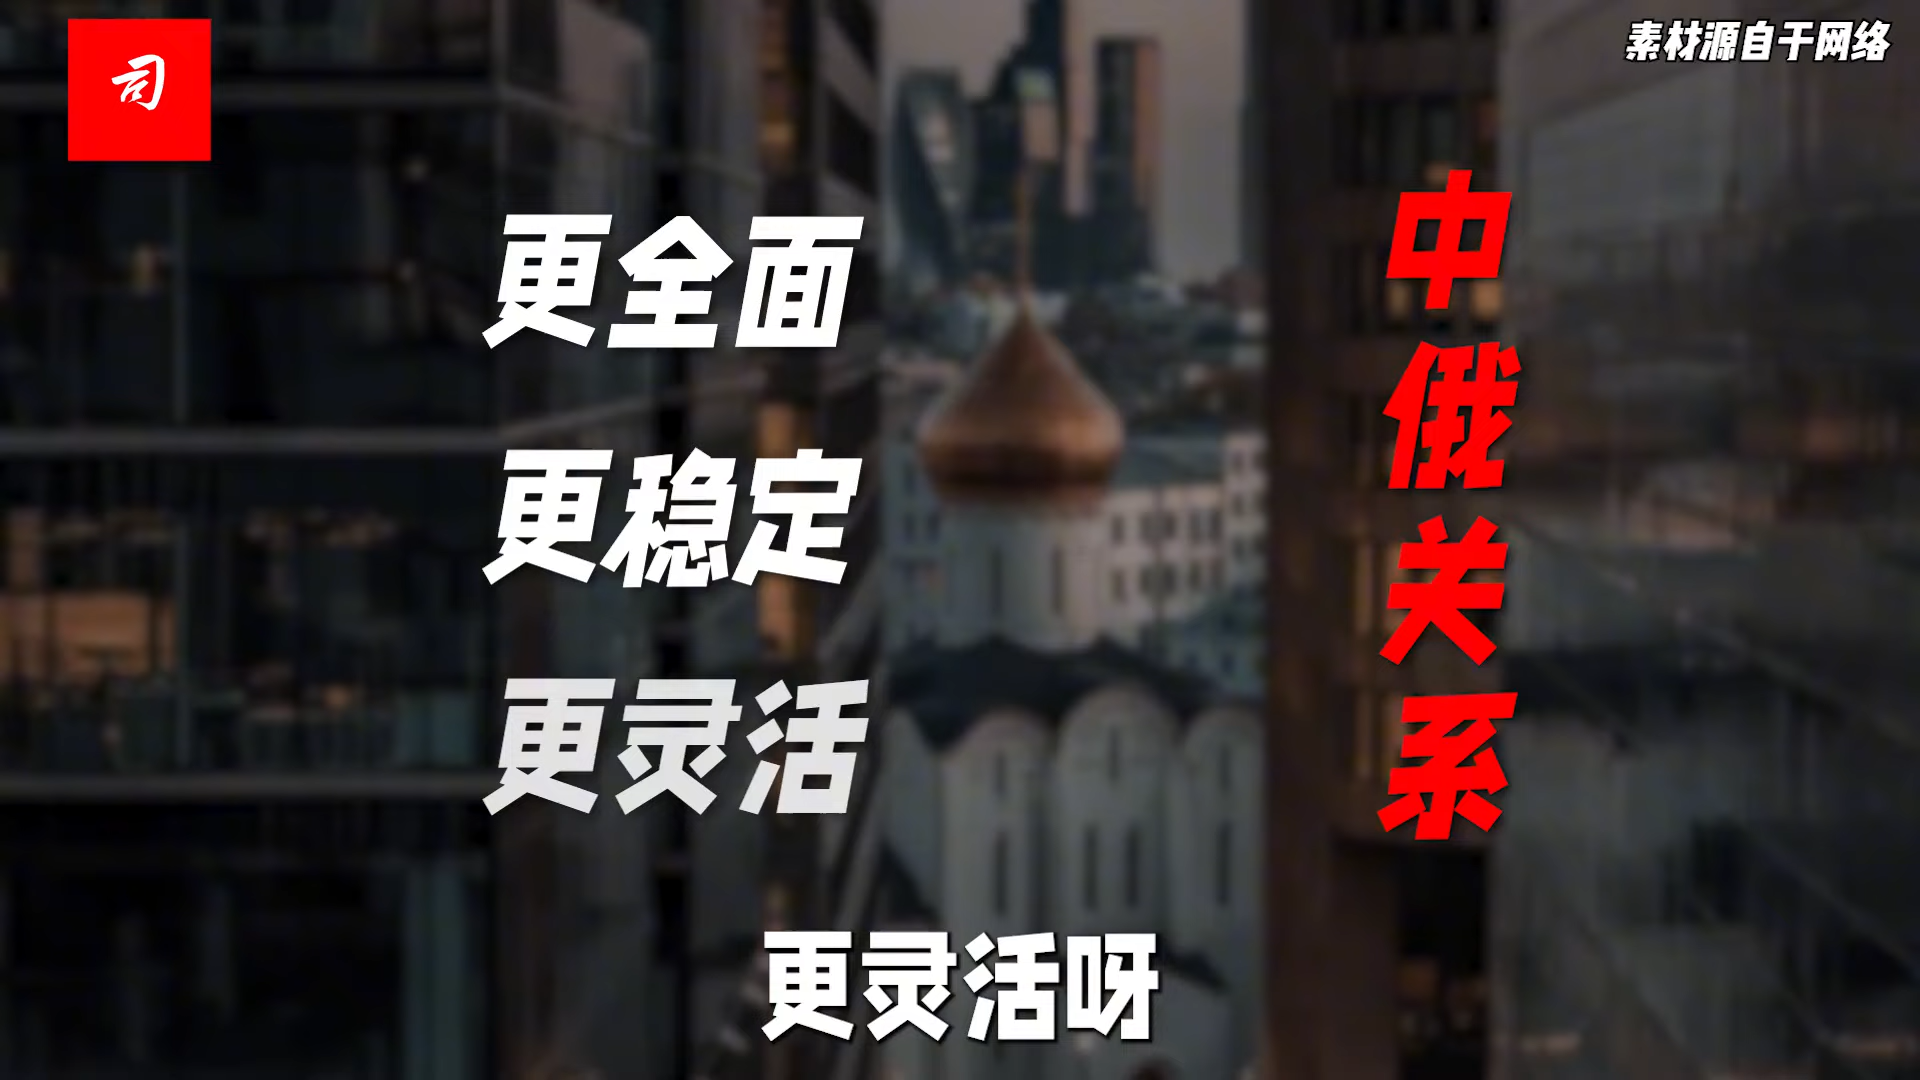 司
素材源自于网络
更全面
更稳定
更灵活
中俄关系
更灵活呀